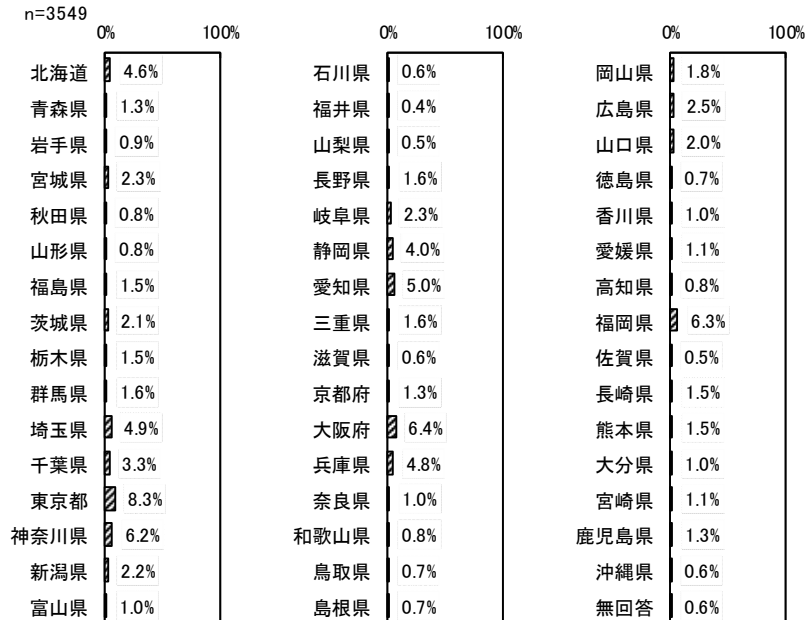 n=3549
0% 100%
北海道 4.6%
青森県 1.3%
岩手県 0.9%
宮城県 2.3%
秋田県 0.8%
山形県 0.8%
福島県 1.5%
茨城県 2.1%
栃木県 1.5%
群馬県 1.6%
埼玉県 4.9%
千葉県 3.3%
東京都 8.3%
神奈川県 6.2%
新潟県 2.2%
富山県 1.0%
0% 100%
石川県 0.6%
福井県 0.4%
山梨県 0.5%
長野県 1.6%
岐阜県 2.3%
静岡県 4.0%
愛知県 5.0%
三重県 1.6%
滋賀県 0.6%
京都府 1.3%
大阪府 6.4%
兵庫県 4.8%
奈良県 1.0%
和歌山県 0.8%
鳥取県 0.7%
島根県 0.7%
0% 100%
岡山県 1.8%
広島県 2.5%
山口県 2.0%
徳島県 0.7%
香川県 1.0%
愛媛県 1.1%
高知県 0.8%
福岡県 6.3%
佐賀県 0.5%
長崎県 1.5%
熊本県 1.5%
大分県 1.0%
宮崎県 1.1%
鹿児島県 1.3%
沖縄県 0.6%
無回答 0.6%